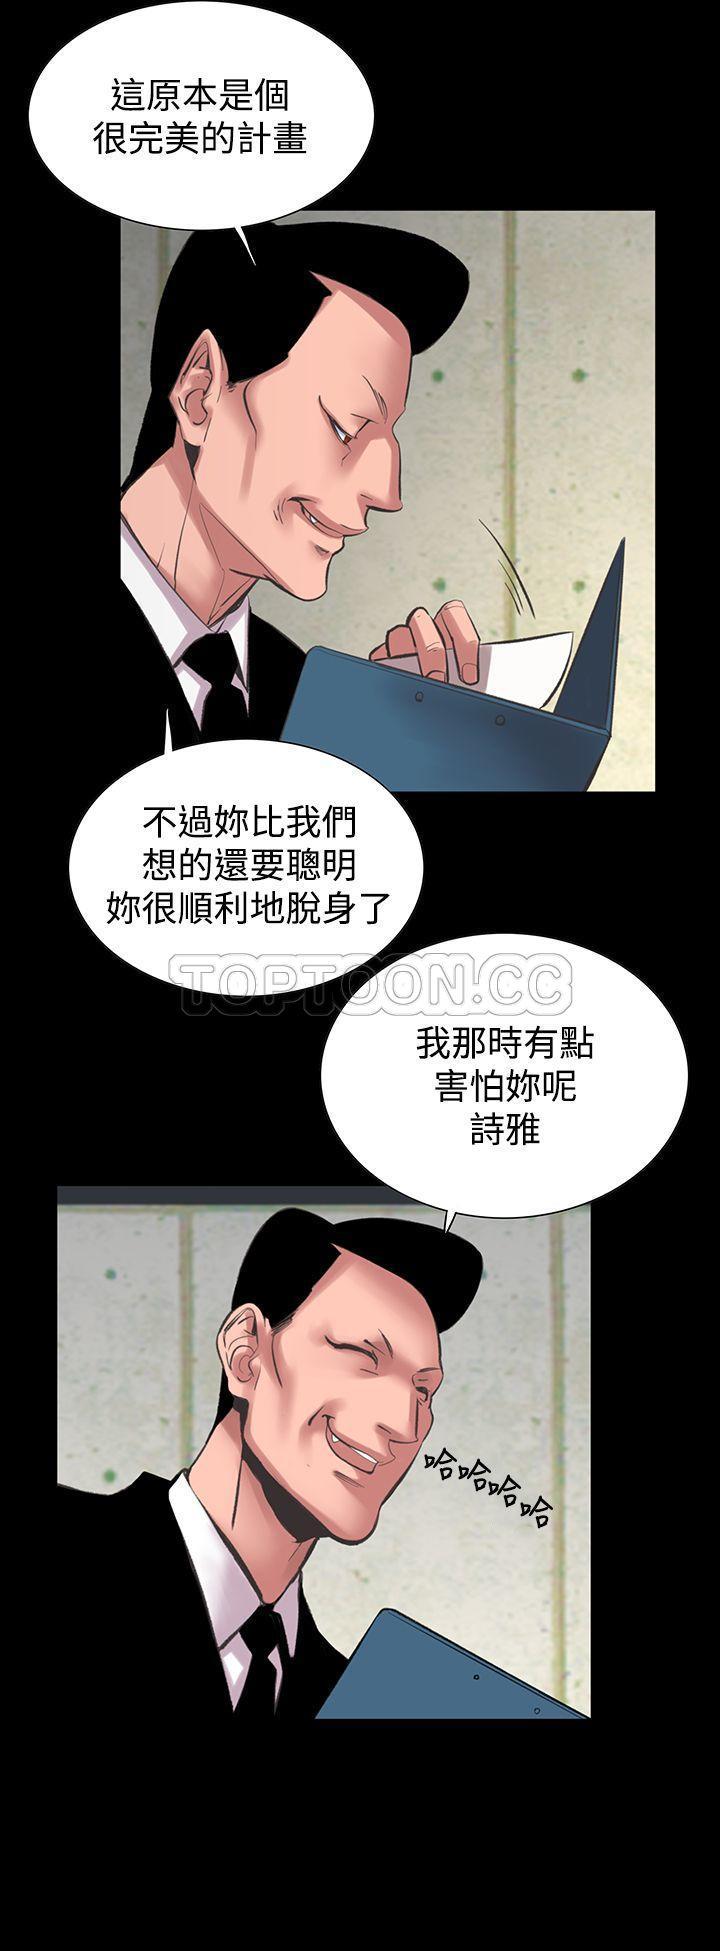 這原本是個
很完美的計畫
不過妳比我們
想的還要聰明
妳很順利地脫身了
TOPTOON.CC
我那時有點
害怕妳呢
詩雅
哈哈哈哈